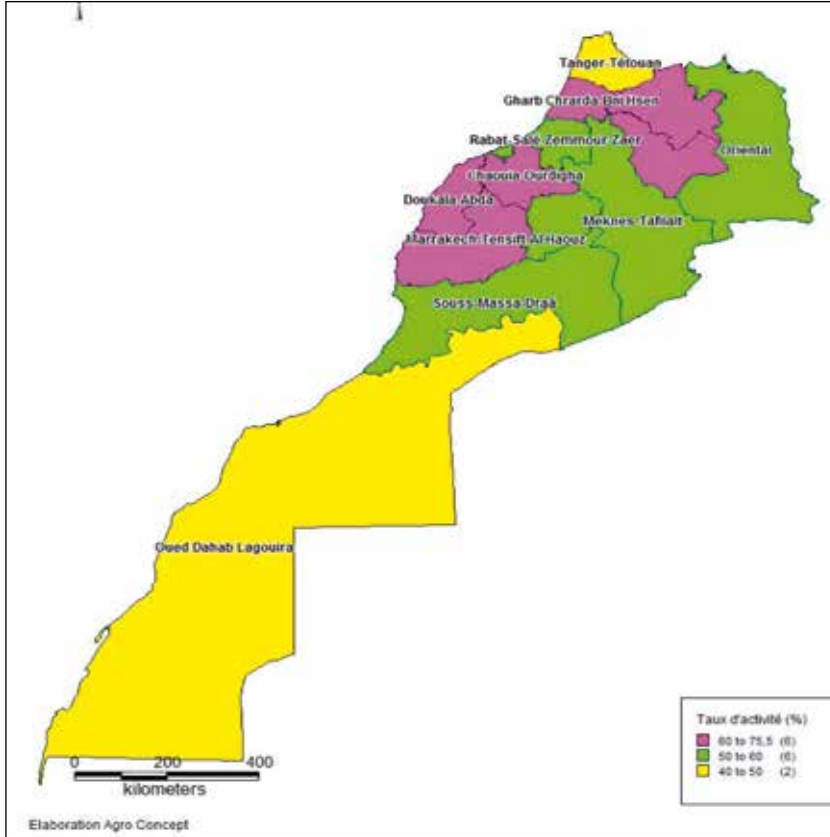 Tanger-Tétouan
Gharb Chrarda-Bni Hsen
Rabat-Salé Zemmour Zaer
Oriental
Chaouia Ourdigha
Doukala Abda
Meknes-Tafilalt
Marrakech-Tensift Al Haouz
Souss-Massa-Draâ
Oued Dahab Lagouira
Taux d'activité (%)
60 to 75,5 (6)
50 to 60 (6)
40 to 50 (2)
0 200 400
kilometers
Elaboration Agro Concept